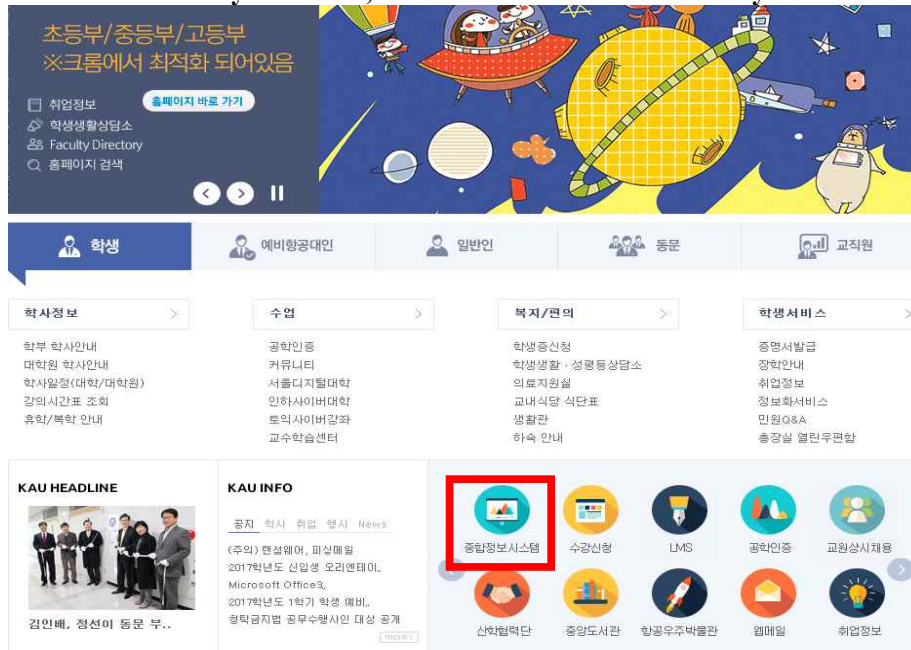 초등부/중등부/고등부
※크롬에서 최적화 되어있음
취업정보
홈페이지 바로 가기
학생생활상담소
Faculty Directory
홈페이지 검색
학생
예비항공대인
일반인
동문
교직원
학사정보
수업
복지/편의
학생서비스
학부 학사안내
대학원 학사안내
학사일정(대학/대학원)
강의시간표 조회
휴학/복학 안내
공학인증
커뮤니티
서울디지털대학
인하사이버대학
토익사이버강좌
교수학습센터
학생증신청
학생생활·성평등상담소
의료지원실
교내식당 식단표
생활관
하숙 안내
증명서발급
장학안내
취업정보
정보화서비스
민원Q&A
총장실 열린우편함
KAU HEADLINE
김인배, 정선이 동문 부..
KAU INFO
공지 학사 취업 행사 News
(주의) 랜섬웨어, 피싱메일
2017학년도 신입생 오리엔테이..
Microsoft Office3..
2017학년도 1학기 학생 예비..
청탁금지법 공무수행사인 대상 공개
more
종합정보시스템
수강신청
LMS
공학인증
교원상시채용
산학협력단
중앙도서관
항공우주박물관
웹메일
취업정보